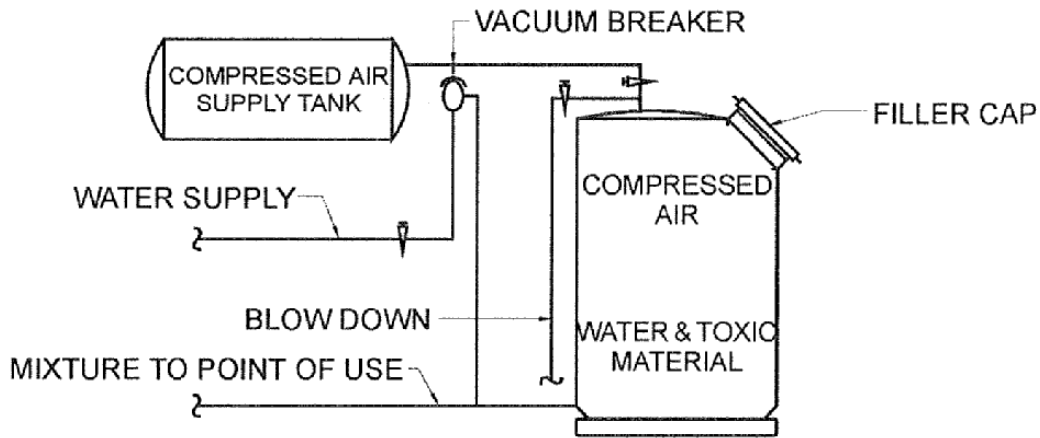 VACUUM BREAKER
COMPRESSED AIR
SUPPLY TANK
FILLER CAP
COMPRESSED
AIR
WATER SUPPLY
BLOW DOWN
WATER & TOXIC
MATERIAL
MIXTURE TO POINT OF USE